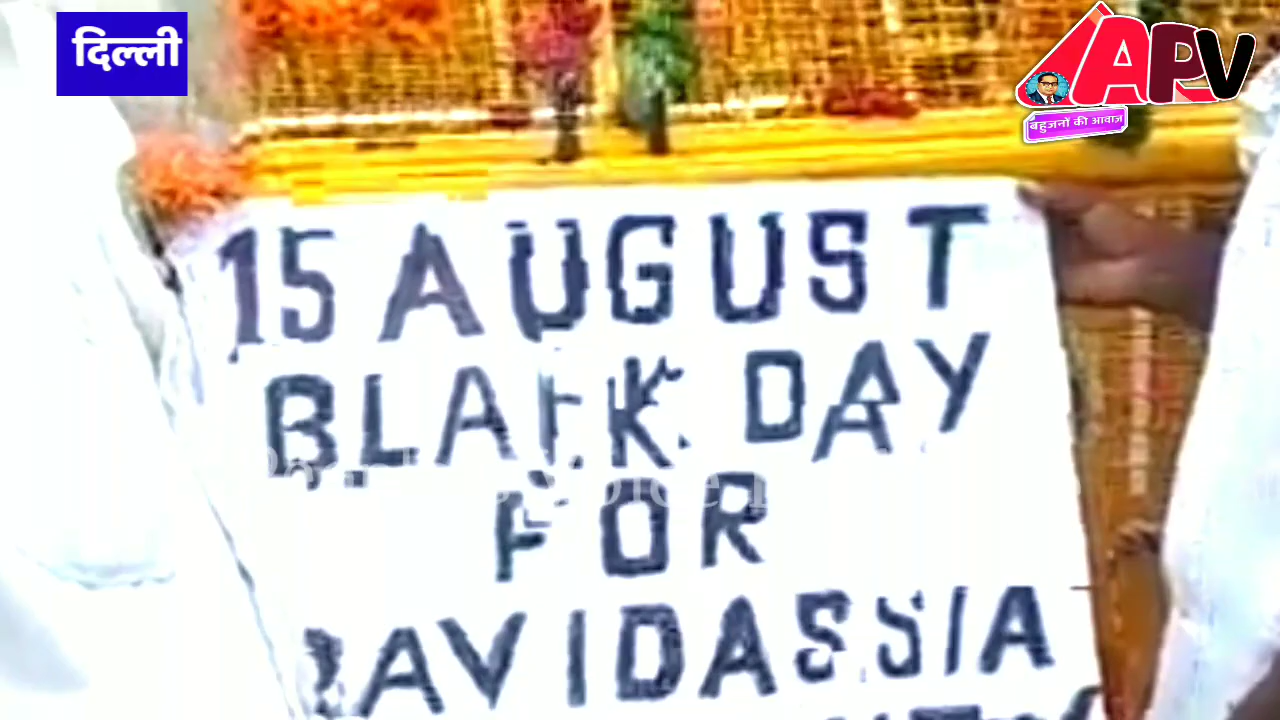 दिल्ली
APV
बहुजनों की आवाज
15 AUGUST
BLACK DAY
FOR
RAVIDASSIA